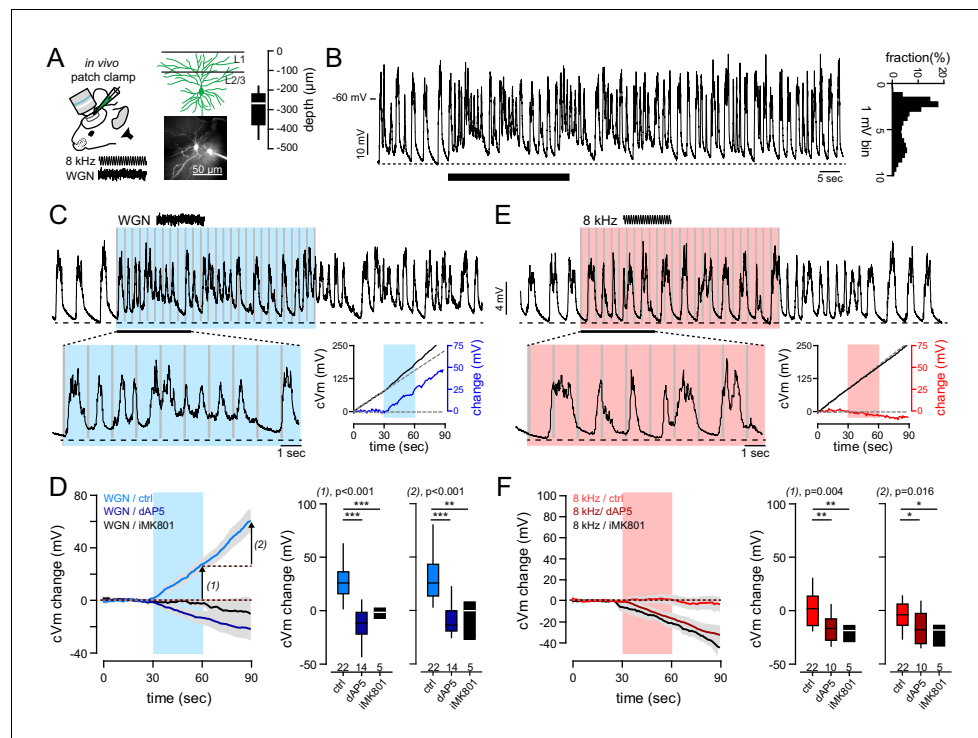 A
in vivo
patch clamp
8 kHz
WGN
L1
L2/3
50 µm
0
-100
-200
-300
-400
-500
depth (µm)
B
-60 mV
10 mV
5 sec
fraction(%)
0 10 20
0
5
10
1 mV bin
C
WGN
1 sec
cVm (mV)
250
125
0
75
50
25
0
change (mV)
0 30 60 90
time (sec)
E
8 kHz
4 mV
1 sec
cVm (mV)
250
125
0
75
50
25
0
change (mV)
0 30 60 90
time (sec)
D
WGN / ctrl
WGN / dAP5
WGN / iMK801
cVm change (mV)
80
40
0
-40
(1)
(2)
0 30 60 90
time (sec)
(1), p<0.001
(2), p<0.001
*** **
*** ***
cVm change (mV)
100
50
0
-50
22 14 5
22 14 5
ctrl dAP5 iMK801
ctrl dAP5 iMK801
F
8 kHz / ctrl
8 kHz / dAP5
8 kHz / iMK801
cVm change (mV)
100
80
60
40
20
0
-20
-40
0 30 60 90
time (sec)
(1), p=0.004
(2), p=0.016
** *
** *
cVm change (mV)
100
50
0
-50
22 10 5
22 10 5
ctrl dAP5 iMK801
ctrl dAP5 iMK801